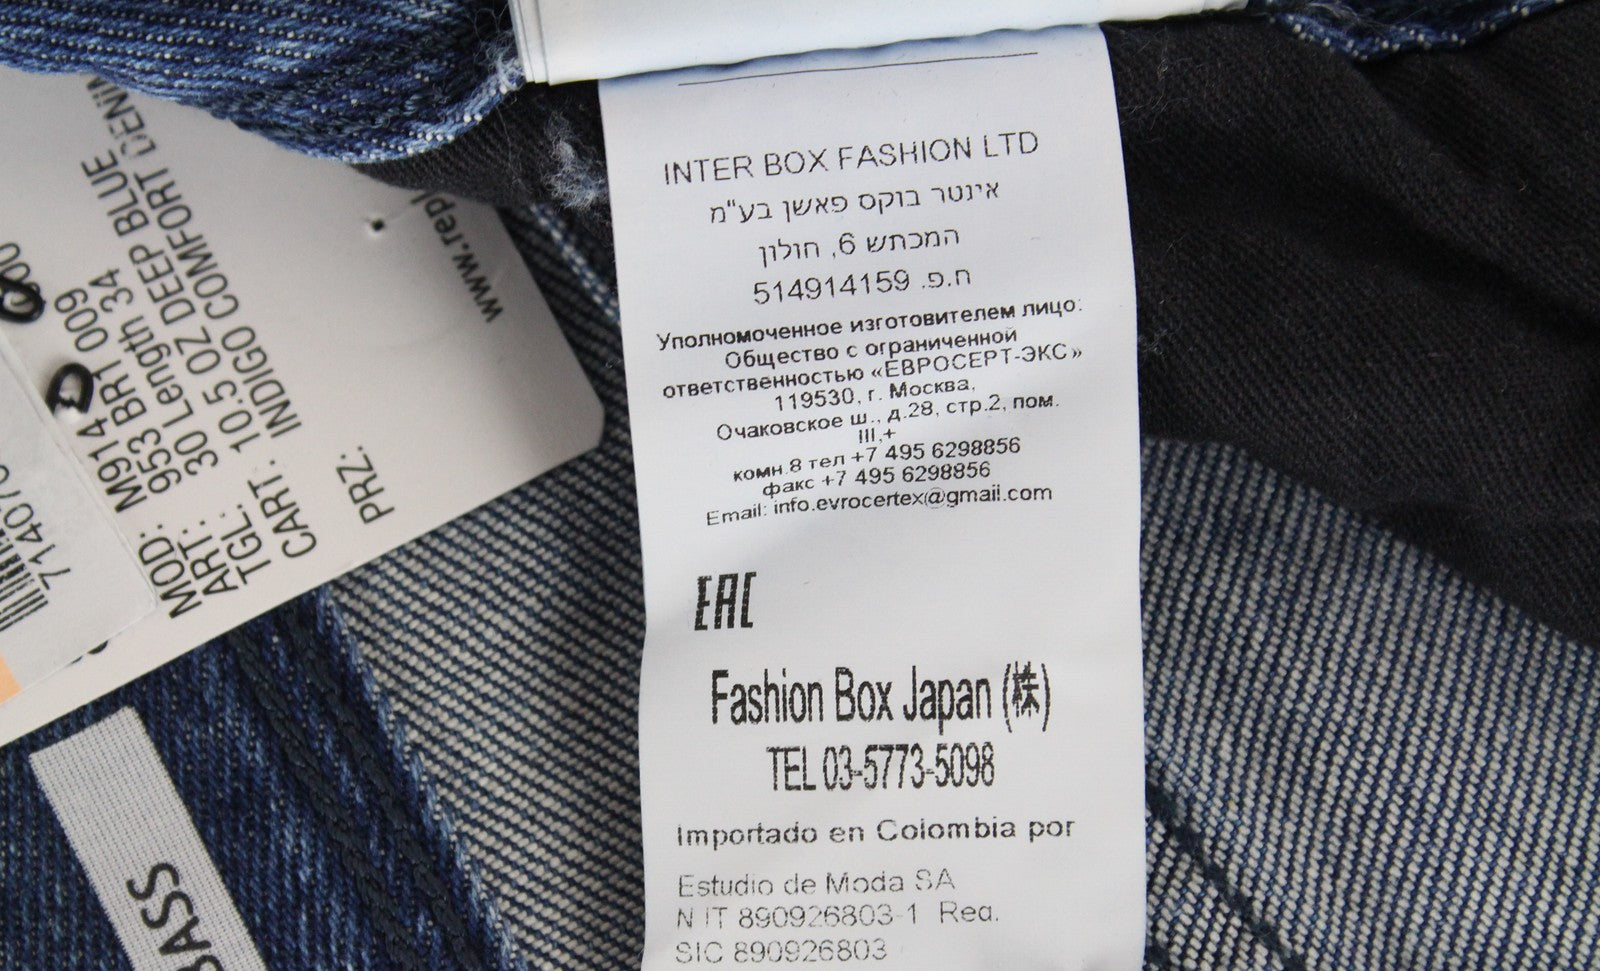 INTER BOX FASHION LTD
אינטר בוקס פאשן בע"מ
המכתש 6, חולון
ח.פ. 514914159
Уполномоченное изготовителем лицо:
Общество с ограниченной
ответственностью «ЕВРОСЕРТ-ЭКС»
119530, г. Москва,
Очаковское ш., д.28, стр.2, пом.
III,+
комн.8 тел +7 495 6298856
факс +7 495 6298856
Email: info.evrocertex@gmail.com
EAC
Fashion Box Japan (株)
TEL 03-5773-5098
Importado en Colombia por
Estudio de Moda SA
NIT 890926803-1 Reg.
SIC 890926803
MOD: M914
ART.: 953 BR1 009
TGL.: 30 Length 34
CART. 10.5 OZ DEEP BLUE
INDIGO COMFORT DENIM
PRZ:
www.repl
BASS